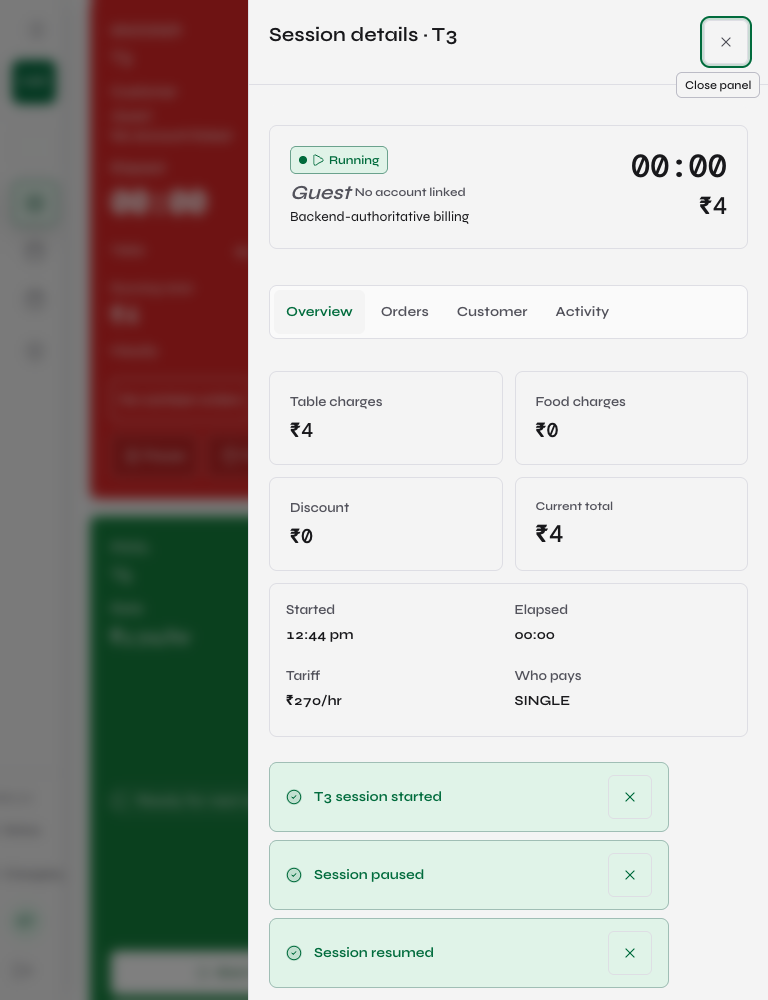 Session details · T3
Close panel
Running
00:00
Guest No account linked
₹4
Backend-authoritative billing
Overview Orders Customer Activity
Table charges
₹4
Food charges
₹0
Discount
₹0
Current total
₹4
Started
12:44 pm
Elapsed
00:00
Tariff
₹270/hr
Who pays
SINGLE
T3 session started
Session paused
Session resumed